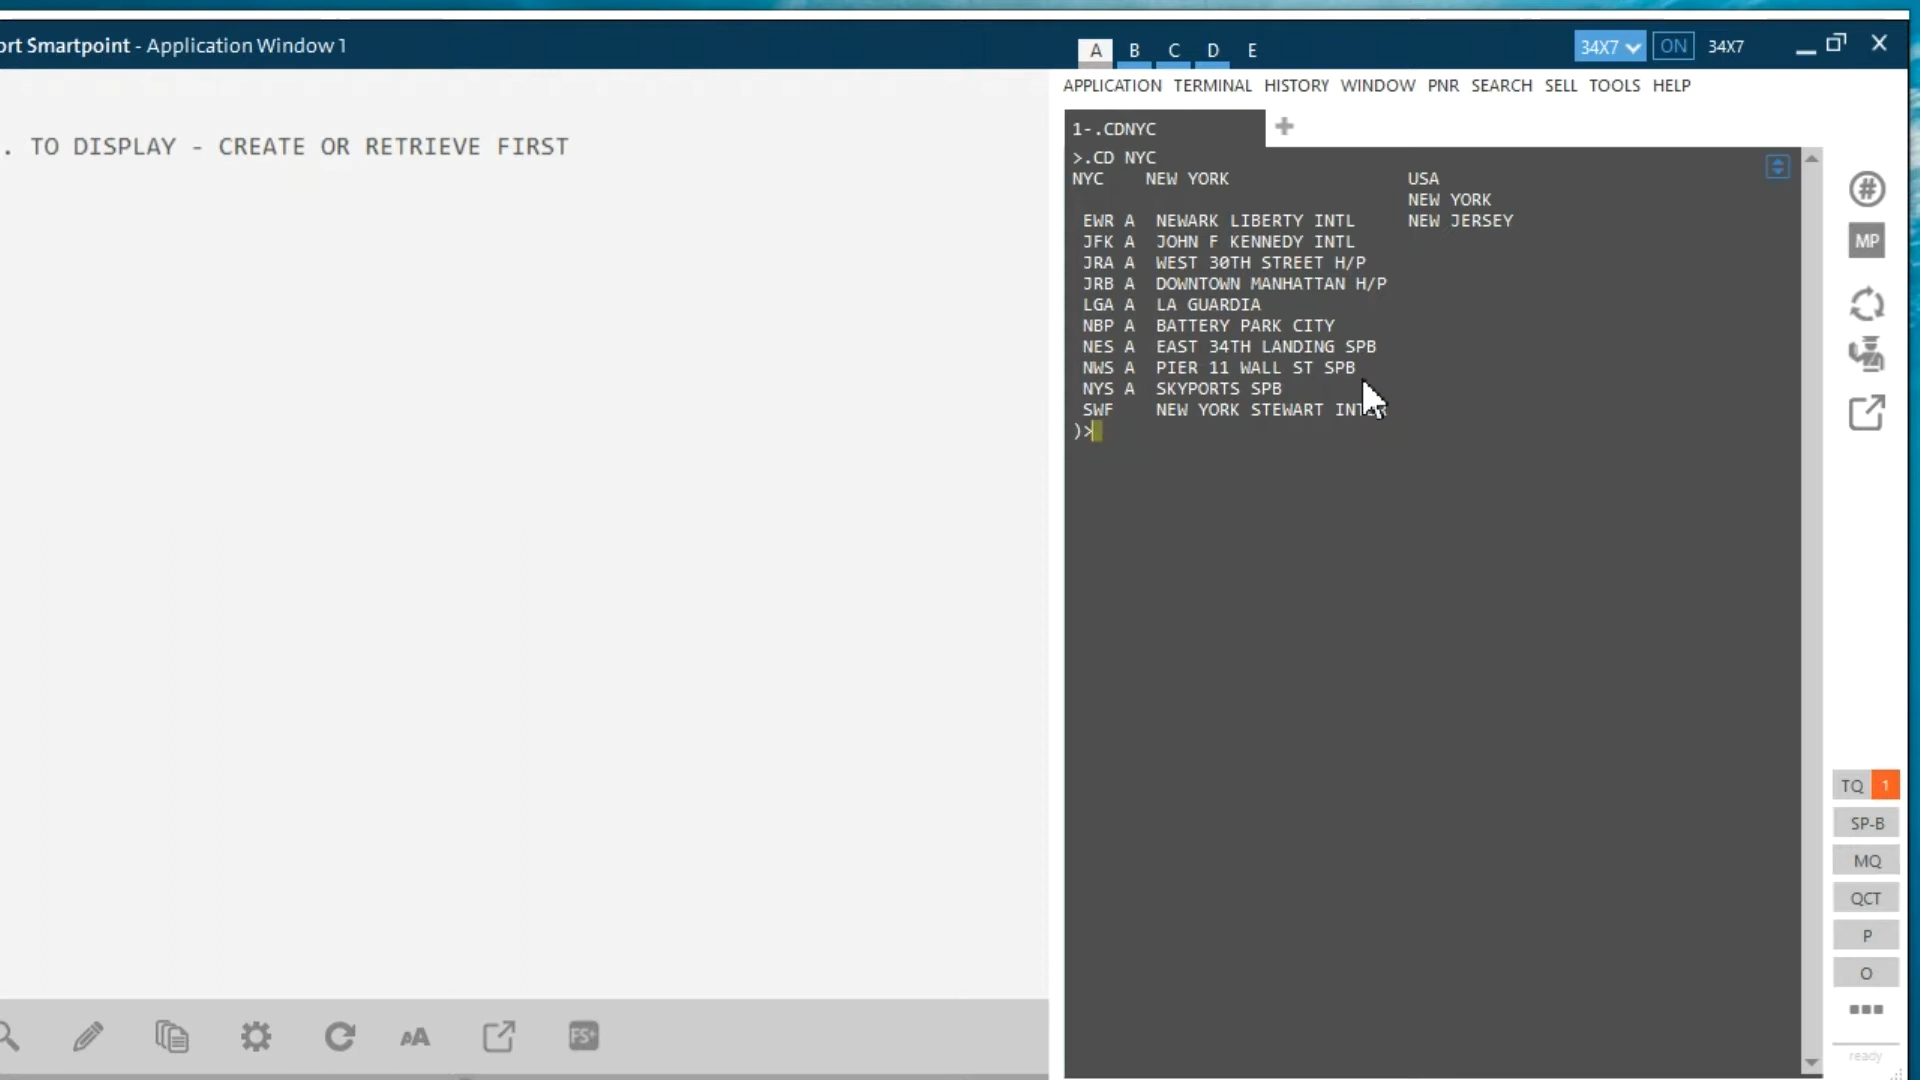 ort Smartpoint - Application Window 1
A B C D E
34X7 ON 34X7
APPLICATION TERMINAL HISTORY WINDOW PNR SEARCH SELL TOOLS HELP
. TO DISPLAY - CREATE OR RETRIEVE FIRST
1-.CDNYC
>.CD NYC
NYC NEW YORK USA
NEW YORK
EWR A NEWARK LIBERTY INTL NEW JERSEY
JFK A JOHN F KENNEDY INTL
JRA A WEST 30TH STREET H/P
JRB A DOWNTOWN MANHATTAN H/P
LGA A LA GUARDIA
NBP A BATTERY PARK CITY
NES A EAST 34TH LANDING SPB
NWS A PIER 11 WALL ST SPB
NYS A SKYPORTS SPB
SWF NEW YORK STEWART
)>
#
MP
TQ 1
SP-B
MQ
QCT
P
O
ready
AA
FS+